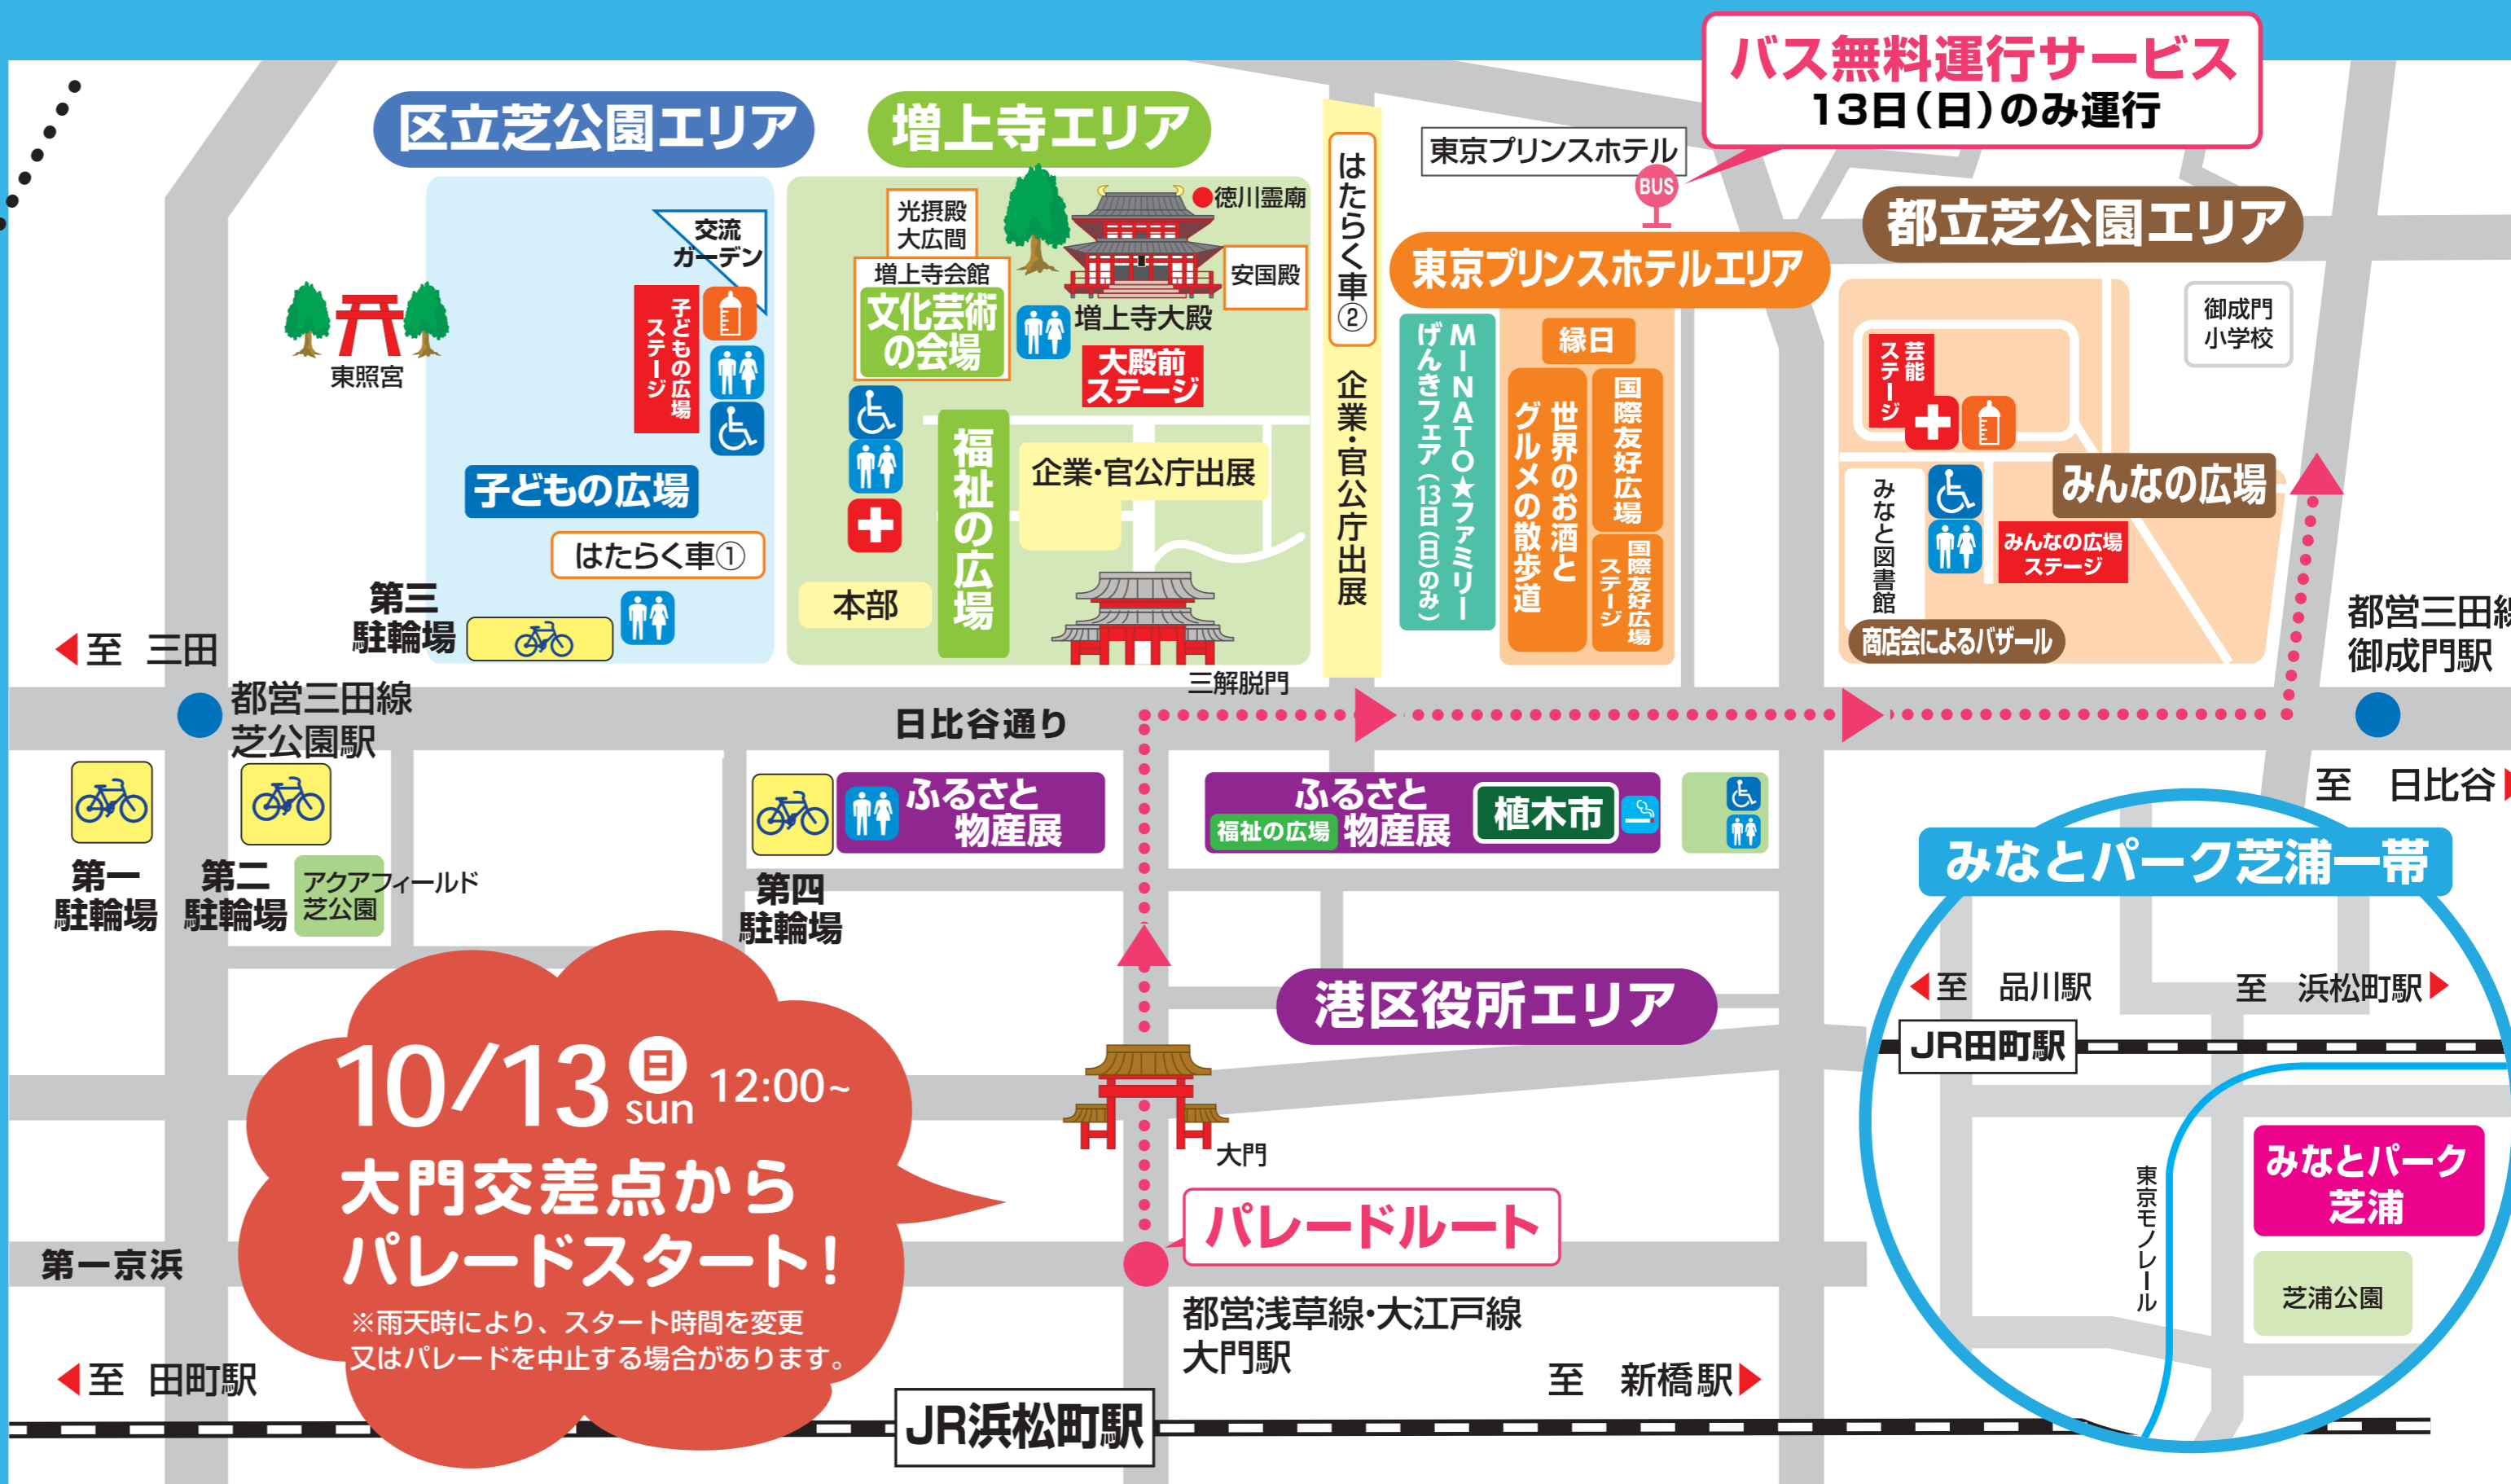 バス無料運行サービス
13日(日)のみ運行
区立芝公園エリア
増上寺エリア
東京プリンスホテル
BUS
都立芝公園エリア
東京プリンスホテルエリア
交流
ガーデン
子どもの広場
ステージ
東照宮
子どもの広場
はたらく車①
第三
駐輪場
光摂殿
大広間
増上寺会館
文化芸術
の会場
徳川霊廟
安国殿
増上寺大殿
大殿前
ステージ
福祉の広場
企業・官公庁出展
本部
三解脱門
はたらく車②
企業・官公庁出展
MINATO★ファミリー
げんきフェア(13日(日)のみ)
縁日
世界のお酒と
グルメの散歩道
国際友好広場
国際友好広場
ステージ
御成門
小学校
芸能
ステージ
みんなの広場
みんなの広場
ステージ
みなと図書館
商店会によるバザール
都営三田線
御成門駅
至 三田
都営三田線
芝公園駅
日比谷通り
至 日比谷
第一
駐輪場
第二
駐輪場
アクアフィールド
芝公園
第四
駐輪場
ふるさと
物産展
ふるさと
物産展
福祉の広場
植木市
港区役所エリア
10/13 日 sun 12:00~
大門交差点から
パレードスタート!
※雨天時により、スタート時間を変更
又はパレードを中止する場合があります。
大門
パレードルート
第一京浜
都営浅草線・大江戸線
大門駅
至 田町駅
JR浜松町駅
至 新橋駅
みなとパーク芝浦一帯
至 品川駅
至 浜松町駅
JR田町駅
東京モノレール
みなとパーク
芝浦
芝浦公園